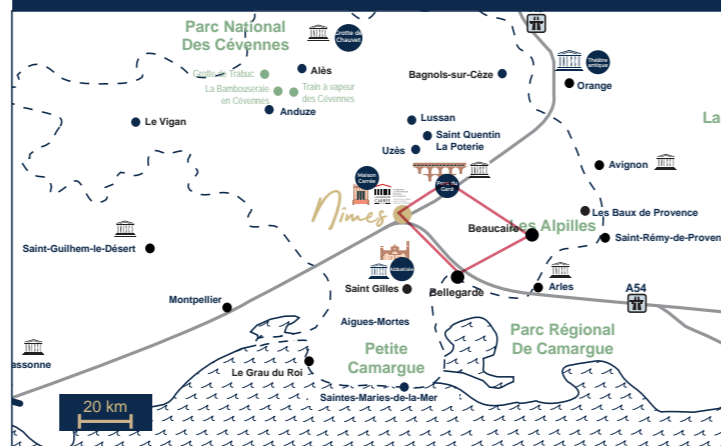 Parc National
Des Cévennes
UNESCO
Grotte de
Chauvet
Alès
Grotte de Trabuc
La Bambouseraie
en Cévennes
Train à vapeur
des Cévennes
Anduze
Bagnols-sur-Cèze
UNESCO
Théâtre
antique
Orange
La
Le Vigan
Lussan
Saint Quentin
La Poterie
Uzès
Maison
Carrée
Pont du
Gard
Avignon
Nîmes
Les Baux de Provence
Les Alpilles
Beaucaire
Saint-Rémy-de-Proven
Saint-Guilhem-le-Désert
Abbatiale
Saint Gilles
Bellegarde
Arles
A54
Montpellier
Aigues-Mortes
Parc Régional
De Camargue
assonne
Petite
Camargue
Le Grau du Roi
Saintes-Maries-de-la-Mer
20 km